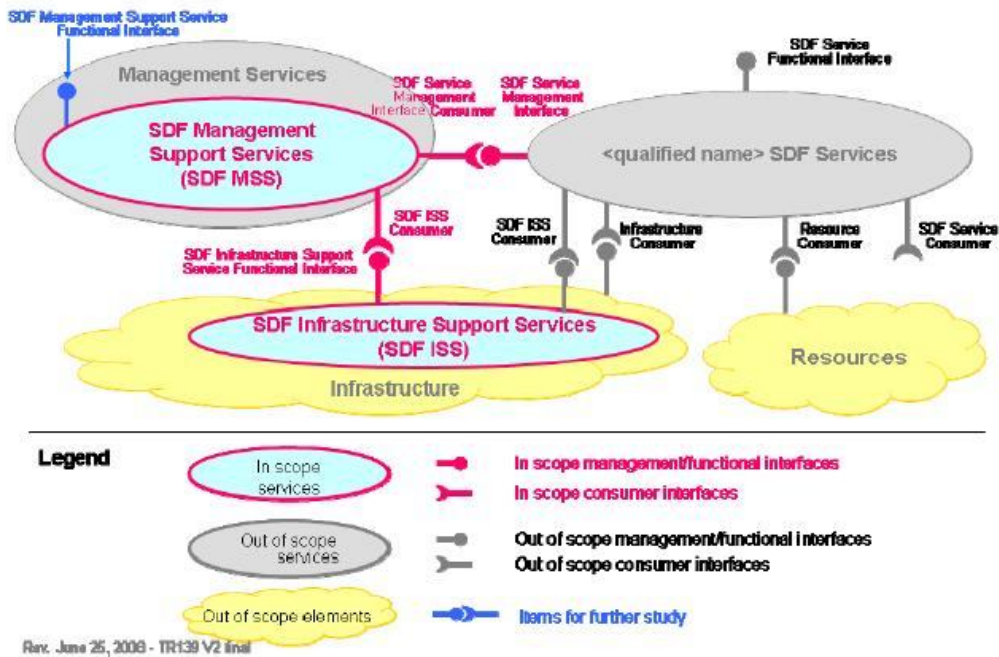 SDF Management Support Service
Functional Interface
Management Services
SDF Service
Management
Interface Consumer
SDF Service
Management
Interface
SDF Service
Functional Interface
SDF Management
Support Services
(SDF MSS)
<qualified name> SDF Services
SDF ISS
Consumer
SDF Infrastructure Support
Service Functional Interface
SDF ISS
Consumer
Infrastructure
Consumer
Resource
Consumer
SDF Service
Consumer
SDF Infrastructure Support Services
(SDF ISS)
Infrastructure
Resources
Legend
In scope
services
In scope management/functional interfaces
In scope consumer interfaces
Out of scope
services
Out of scope management/functional interfaces
Out of scope consumer interfaces
Out of scope elements
Items for further study
Rev. June 25, 2008 - TR139 V2 final